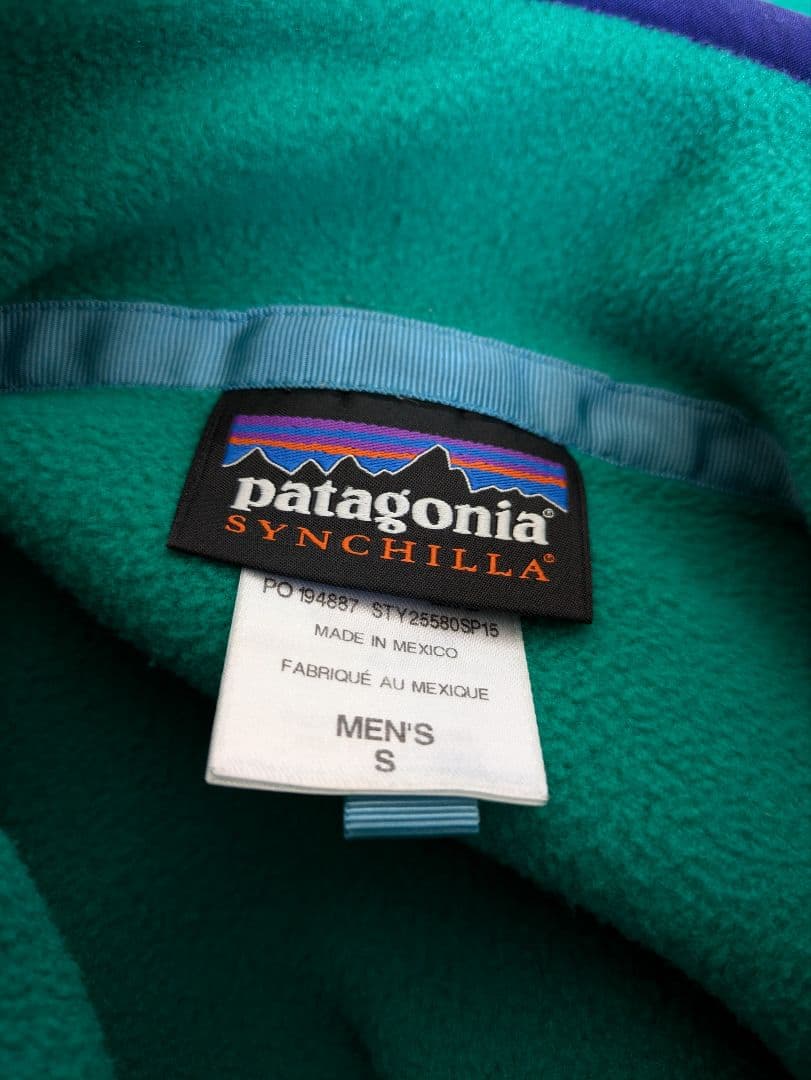 patagonia®
SYNCHILLA®
PO 194887 STY25580SP15
MADE IN MEXICO
FABRIQUÉ AU MEXIQUE
MEN'S
S